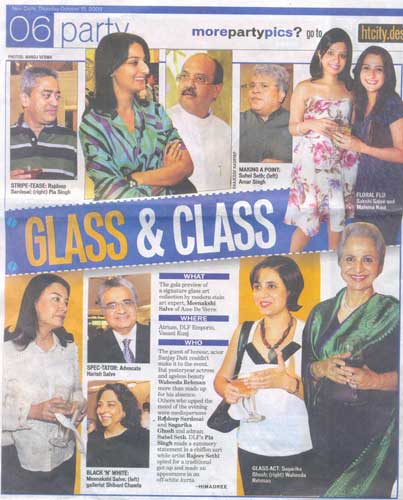 New Delhi, Thursday October 15, 2009
06 party
morepartypics? go to htcity.des
PHOTOS: MANOJ VERMA
STRIPE-TEASE: Rajdeep
Sardesai; (right) Pia Singh
MAKING A POINT:
Suhel Seth; (left)
Amar Singh
FLORAL FLU
Sakshi Salve and
Mahima Kaul
GLASS & CLASS
WHAT
The gala preview of
a signature glass art
collection by modern stain
art expert, Meenakshi
Salve of Ame De Verre
WHERE
Atrium, DLF Emporio,
Vasant Kunj
WHO
The guest of honour, actor
Sanjay Dutt couldn't
make it to the event.
But yesteryear actress
and ageless beauty
Waheeda Rehman
more than made up
for his absence.
Others who upped the
mood of the evening
were mediapersons
Rajdeep Sardesai
and Sagarika
Ghosh and adman
Suhel Seth. DLF's Pia
Singh made a summery
statement in a chiffon sari
while artist Rajeev Sethi
opted for a traditional
get-up and made an
appearance in an
off-white kurta
—HIMADREE
SPEC-TATOR: Advocate
Harish Salve
BLACK 'N' WHITE:
Meenakshi Salve; (left)
gallerist Shibani Chawla
GLASS ACT: Sagarika
Ghosh; (right) Waheeda
Rehman